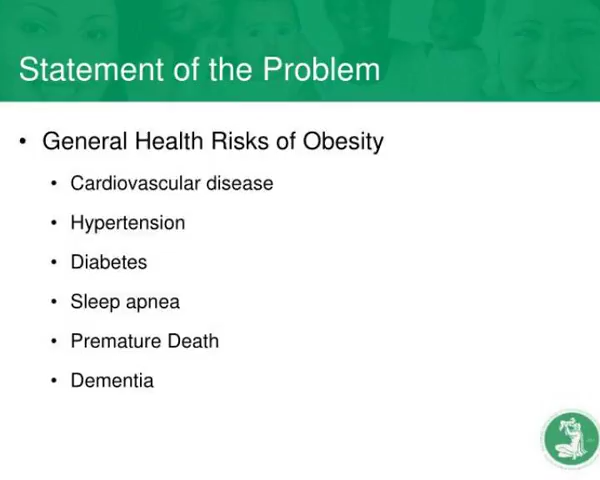 Statement of the Problem
• General Health Risks of Obesity
• Cardiovascular disease
• Hypertension
• Diabetes
• Sleep apnea
• Premature Death
• Dementia